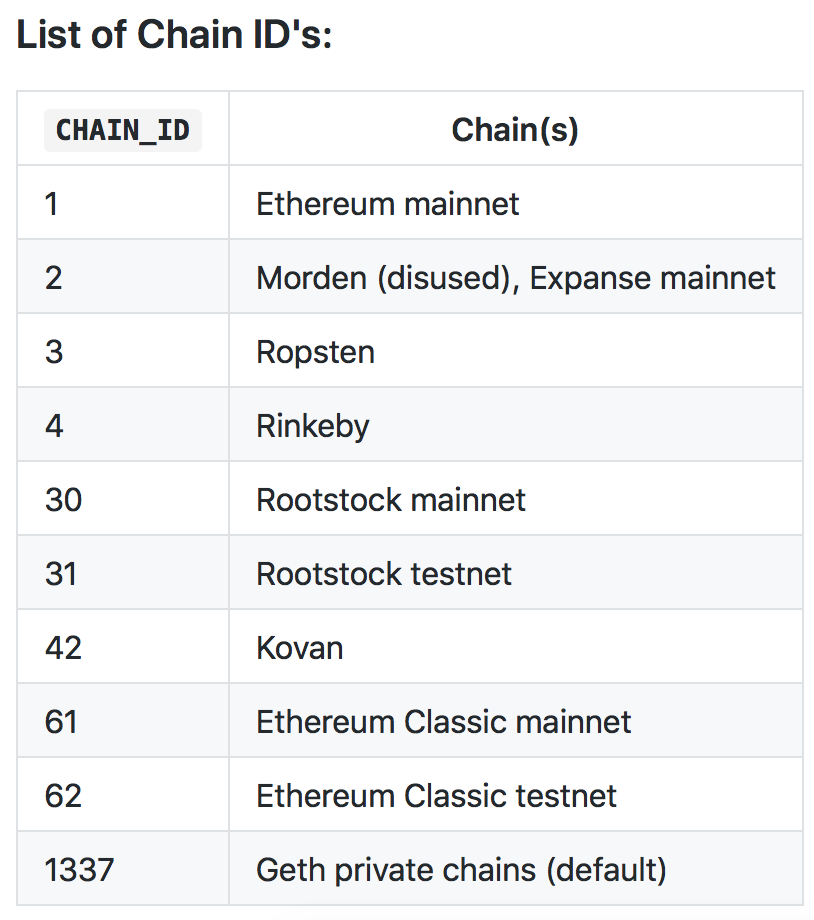 List of Chain ID's:
CHAIN_ID Chain(s)
1 Ethereum mainnet
2 Morden (disused), Expanse mainnet
3 Ropsten
4 Rinkeby
30 Rootstock mainnet
31 Rootstock testnet
42 Kovan
61 Ethereum Classic mainnet
62 Ethereum Classic testnet
1337 Geth private chains (default)